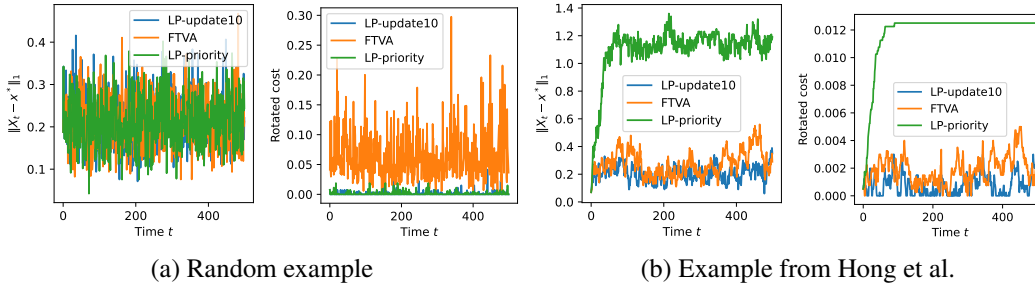 LP-update10
FTVA
LP-priority
0.4
0.3
0.2
0.1
‖X_t − x*‖₁
0
200
400
Time t
LP-update10
FTVA
LP-priority
0.30
0.25
0.20
0.15
0.10
0.05
0.00
Rotated cost
0
200
400
Time t
(a) Random example
LP-update10
FTVA
LP-priority
1.4
1.2
1.0
0.8
0.6
0.4
0.2
0.0
‖X_t − x*‖₁
0
200
400
Time t
LP-update10
FTVA
LP-priority
0.012
0.010
0.008
0.006
0.004
0.002
0.000
Rotated cost
0
200
400
Time t
(b) Example from Hong et al.